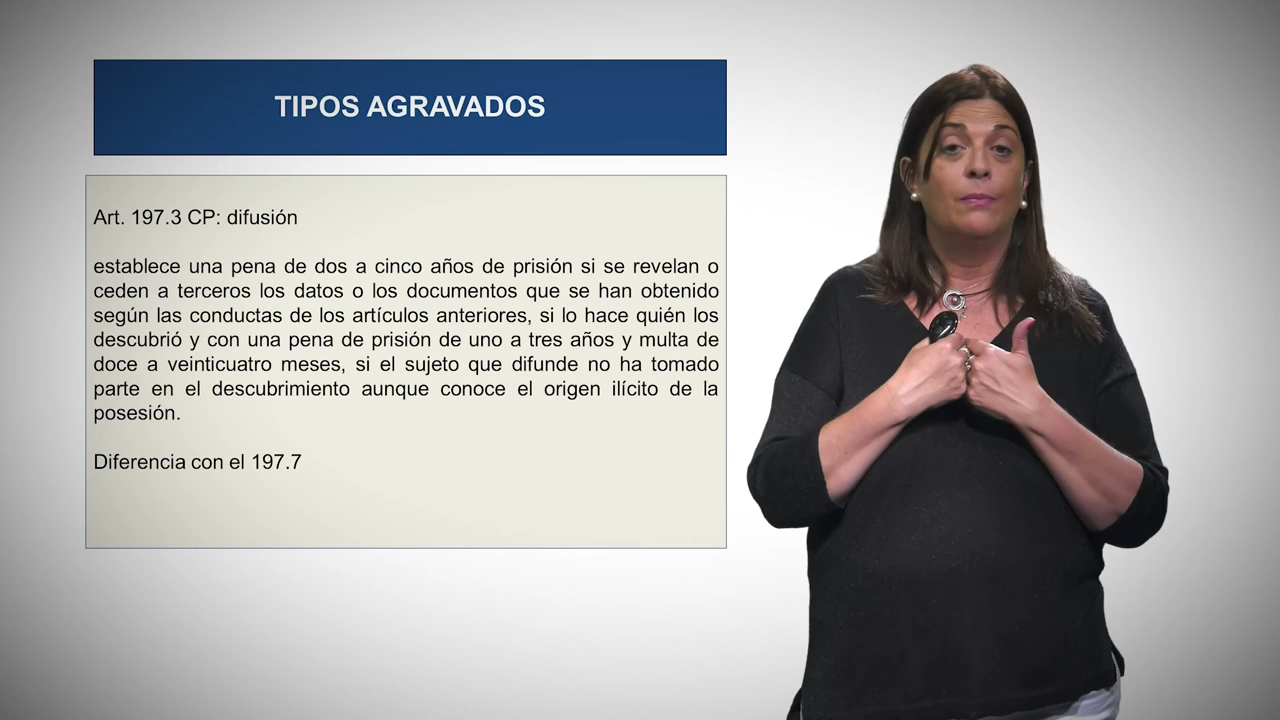 TIPOS AGRAVADOS
Art. 197.3 CP: difusión
establece una pena de dos a cinco años de prisión si se revelan o
ceden a terceros los datos o los documentos que se han obtenido
según las conductas de los artículos anteriores, si lo hace quién los
descubrió y con una pena de prisión de uno a tres años y multa de
doce a veinticuatro meses, si el sujeto que difunde no ha tomado
parte en el descubrimiento aunque conoce el origen ilícito de la
posesión.
Diferencia con el 197.7